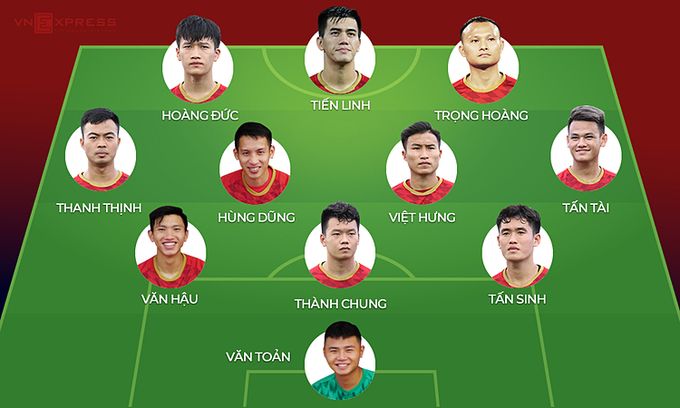 VNEXPRESS
HOÀNG ĐỨC
TIẾN LINH
TRỌNG HOÀNG
THANH THỊNH
HÙNG DŨNG
VIỆT HƯNG
TẤN TÀI
VĂN HẬU
THÀNH CHUNG
TẤN SINH
VĂN TOẢN